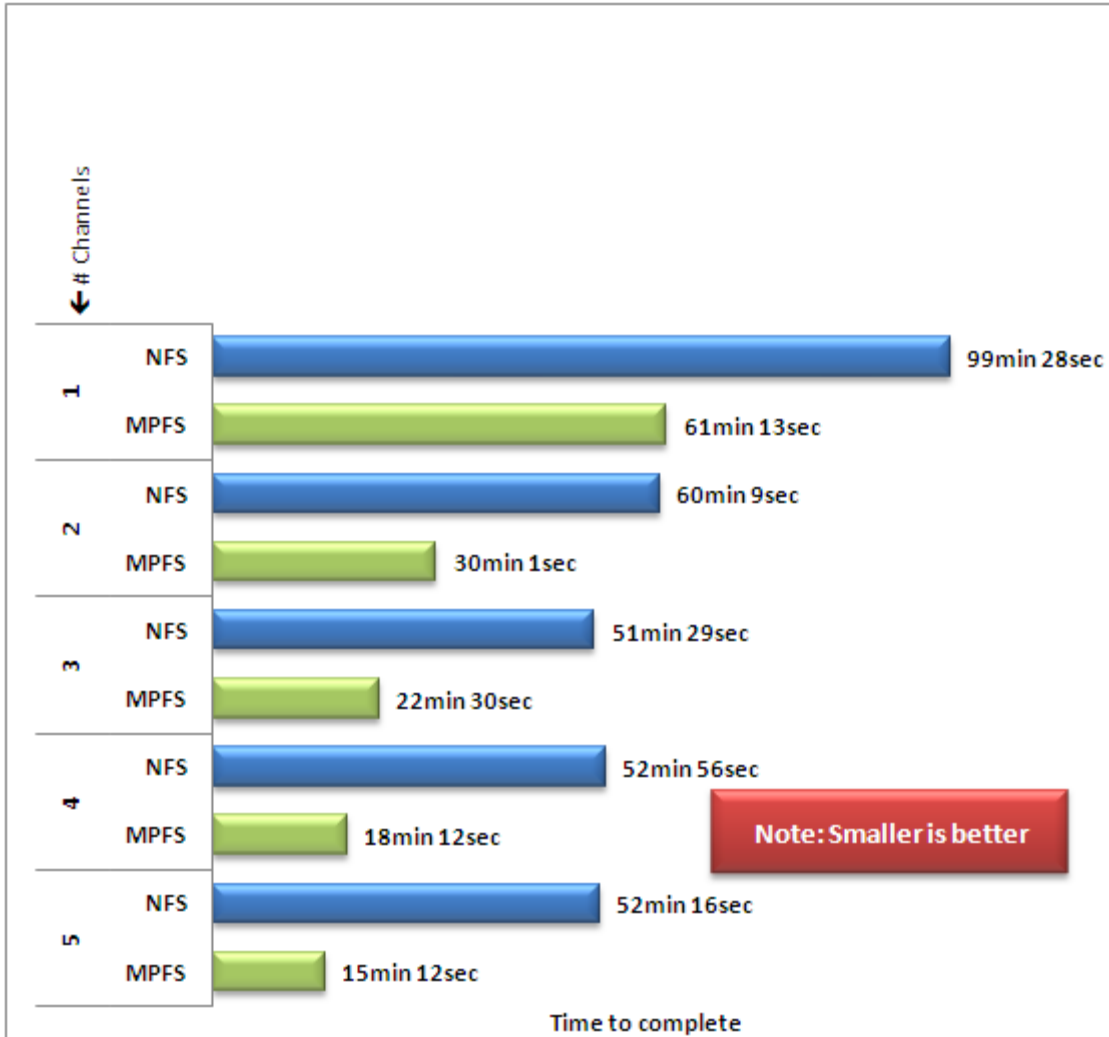 ← # Channels
1
NFS
99min 28sec
MPFS
61min 13sec
2
NFS
60min 9sec
MPFS
30min 1sec
3
NFS
51min 29sec
MPFS
22min 30sec
4
NFS
52min 56sec
MPFS
18min 12sec
Note: Smaller is better
5
NFS
52min 16sec
MPFS
15min 12sec
Time to complete